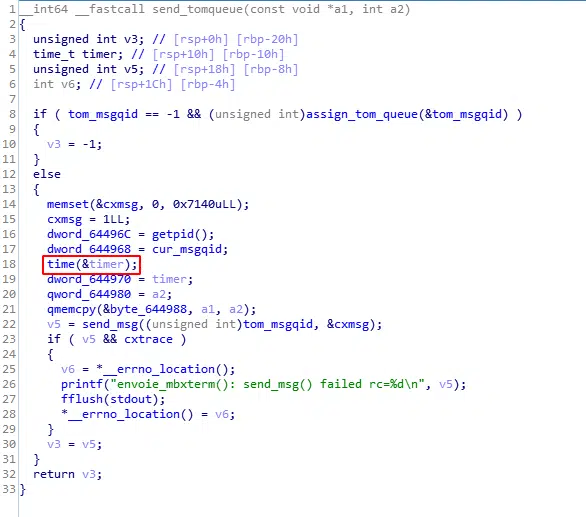 1 __int64 __fastcall send_tomqueue(const void *a1, int a2)
2 {
3   unsigned int v3; // [rsp+0h] [rbp-20h]
4   time_t timer; // [rsp+10h] [rbp-10h]
5   unsigned int v5; // [rsp+18h] [rbp-8h]
6   int v6; // [rsp+1Ch] [rbp-4h]
7
8   if ( tom_msgqid == -1 && (unsigned int)assign_tom_queue(&tom_msgqid) )
9   {
10     v3 = -1;
11   }
12   else
13   {
14     memset(&cxmsg, 0, 0x7140uLL);
15     cxmsg = 1LL;
16     dword_64496C = getpid();
17     dword_644968 = cur_msgqid;
18     time(&timer);
19     dword_644970 = timer;
20     qword_644980 = a2;
21     qmemcpy(&byte_644988, a1, a2);
22     v5 = send_msg((unsigned int)tom_msgqid, &cxmsg);
23     if ( v5 && cxtrace )
24     {
25       v6 = *__errno_location();
26       printf("envoie_mbxterm(): send_msg() failed rc=%d\n", v5);
27       fflush(stdout);
28       *__errno_location() = v6;
29     }
30     v3 = v5;
31   }
32   return v3;
33 }